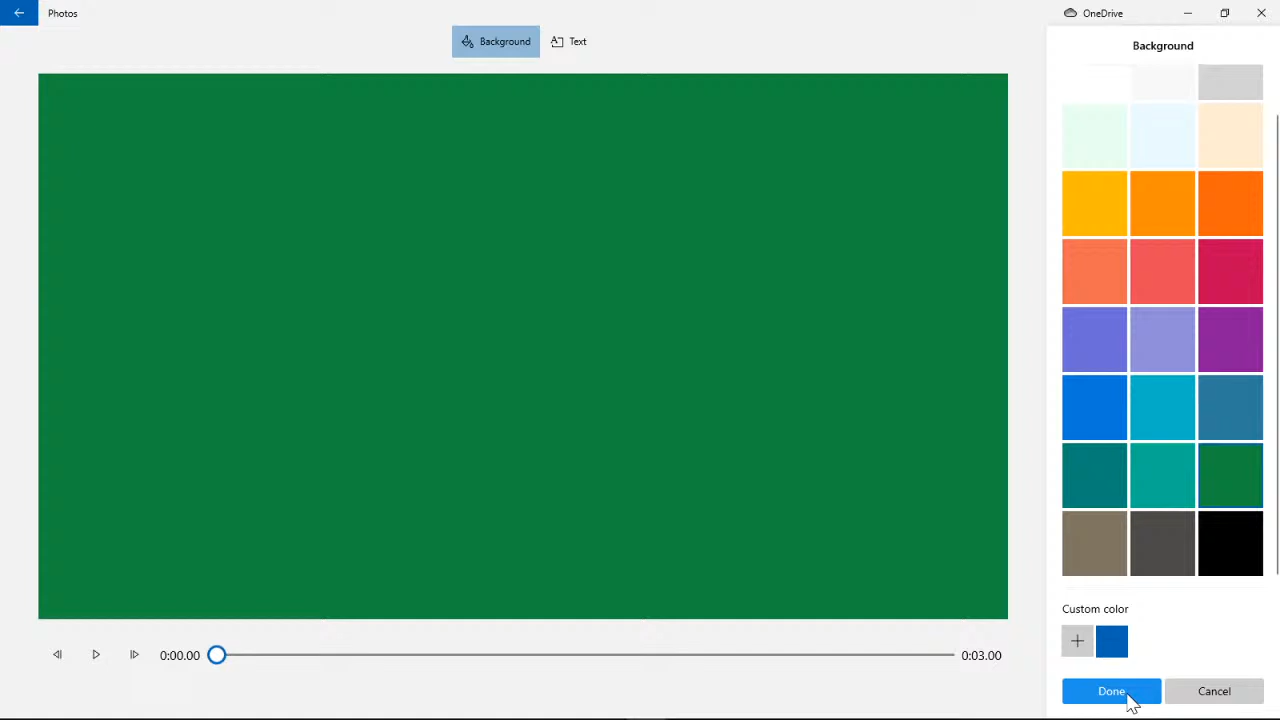 Photos
OneDrive
Background
Text
Background
0:00.00
0:03.00
Custom color
Done
Cancel